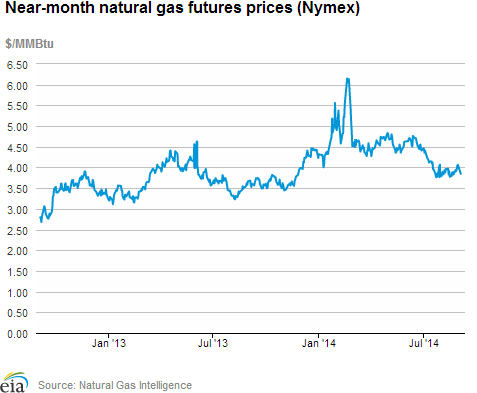 Near-month natural gas futures prices (Nymex)
$/MMBtu
6.50
6.00
5.50
5.00
4.50
4.00
3.50
3.00
2.50
2.00
1.50
1.00
0.50
0.00
Jan '13
Jul '13
Jan '14
Jul '14
eia
Source: Natural Gas Intelligence